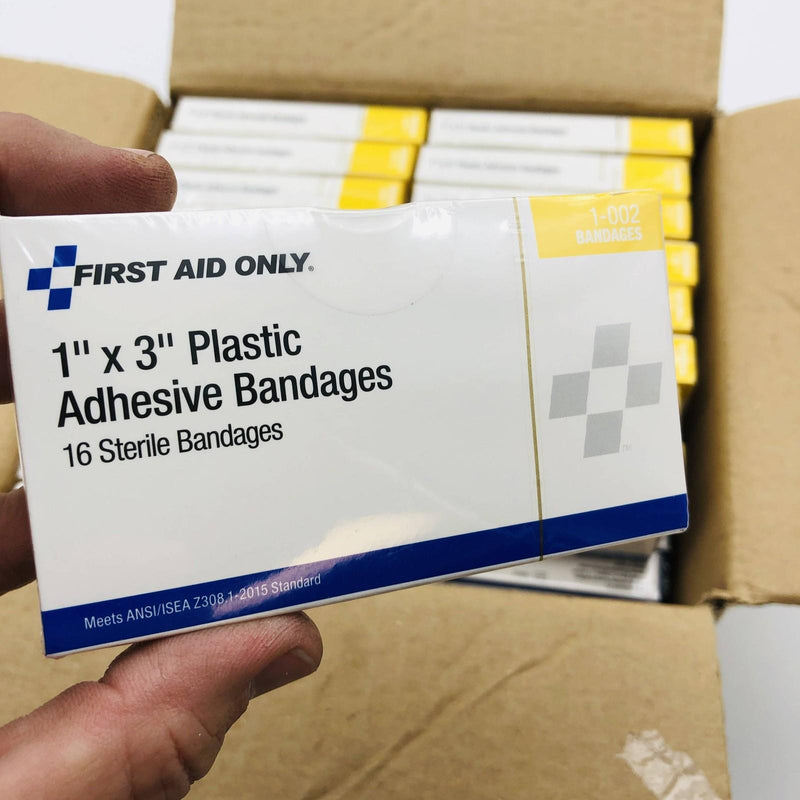 FIRST AID ONLY®
1-002
BANDAGES
1" x 3" Plastic
Adhesive Bandages
16 Sterile Bandages
™
Meets ANSI/ISEA Z308.1-2015 Standard